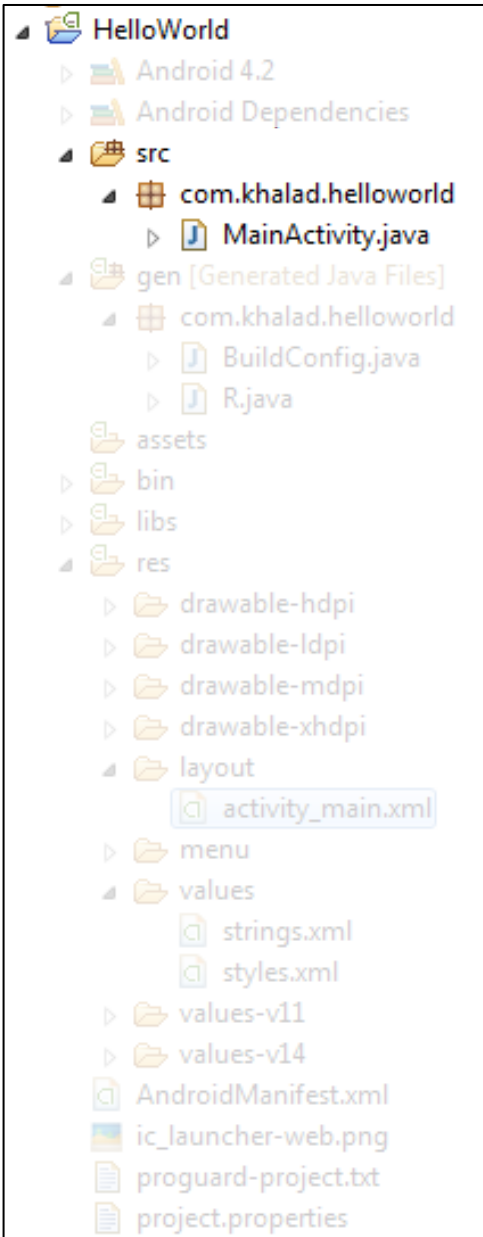 HelloWorld
Android 4.2
Android Dependencies
src
com.khalad.helloworld
MainActivity.java
gen [Generated Java Files]
com.khalad.helloworld
BuildConfig.java
R.java
assets
bin
libs
res
drawable-hdpi
drawable-ldpi
drawable-mdpi
drawable-xhdpi
layout
activity_main.xml
menu
values
strings.xml
styles.xml
values-v11
values-v14
AndroidManifest.xml
ic_launcher-web.png
proguard-project.txt
project.properties